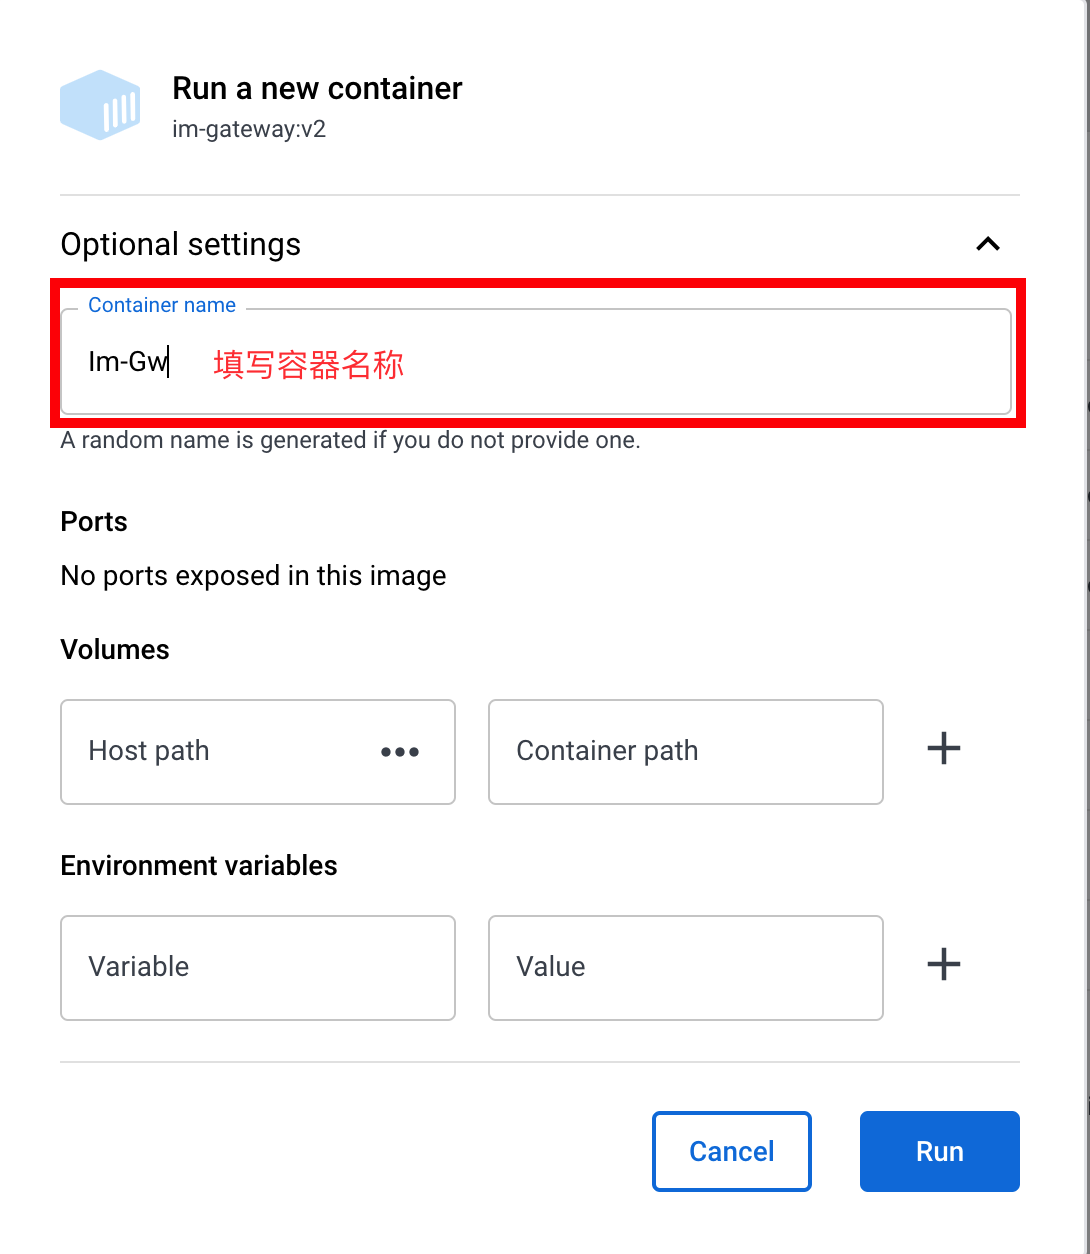 Run a new container
im-gateway:v2
Optional settings
Container name
Im-Gw 填写容器名称
A random name is generated if you do not provide one.
Ports
No ports exposed in this image
Volumes
Host path Container path
Environment variables
Variable Value
Cancel Run